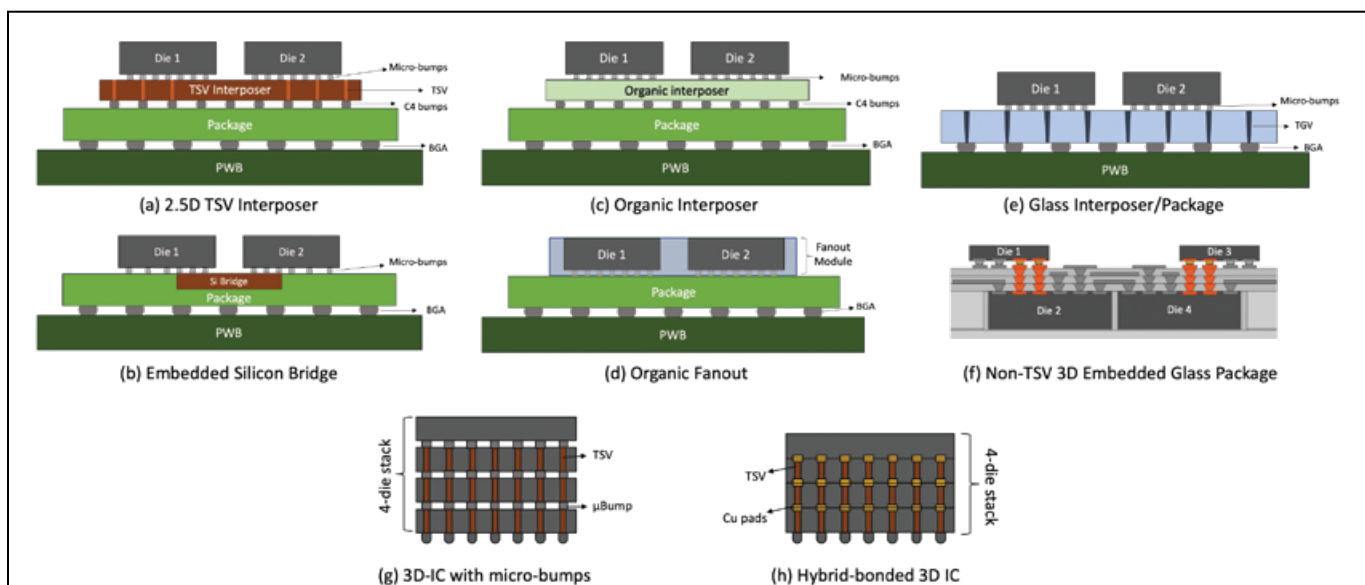 Die 1
Die 2
Micro-bumps
TSV Interposer
TSV
C4 bumps
Package
BGA
PWB
(a) 2.5D TSV Interposer
Die 1
Die 2
Micro-bumps
Organic interposer
C4 bumps
Package
BGA
PWB
(c) Organic Interposer
Die 1
Die 2
Micro-bumps
TGV
BGA
PWB
(e) Glass Interposer/Package
Die 1
Die 2
Micro-bumps
Si Bridge
Package
BGA
PWB
(b) Embedded Silicon Bridge
Die 1
Die 2
Fanout
Module
Package
BGA
PWB
(d) Organic Fanout
Die 1
Die 3
Die 2
Die 4
(f) Non-TSV 3D Embedded Glass Package
4-die stack
TSV
μBump
(g) 3D-IC with micro-bumps
TSV
Cu pads
4-die stack
(h) Hybrid-bonded 3D IC